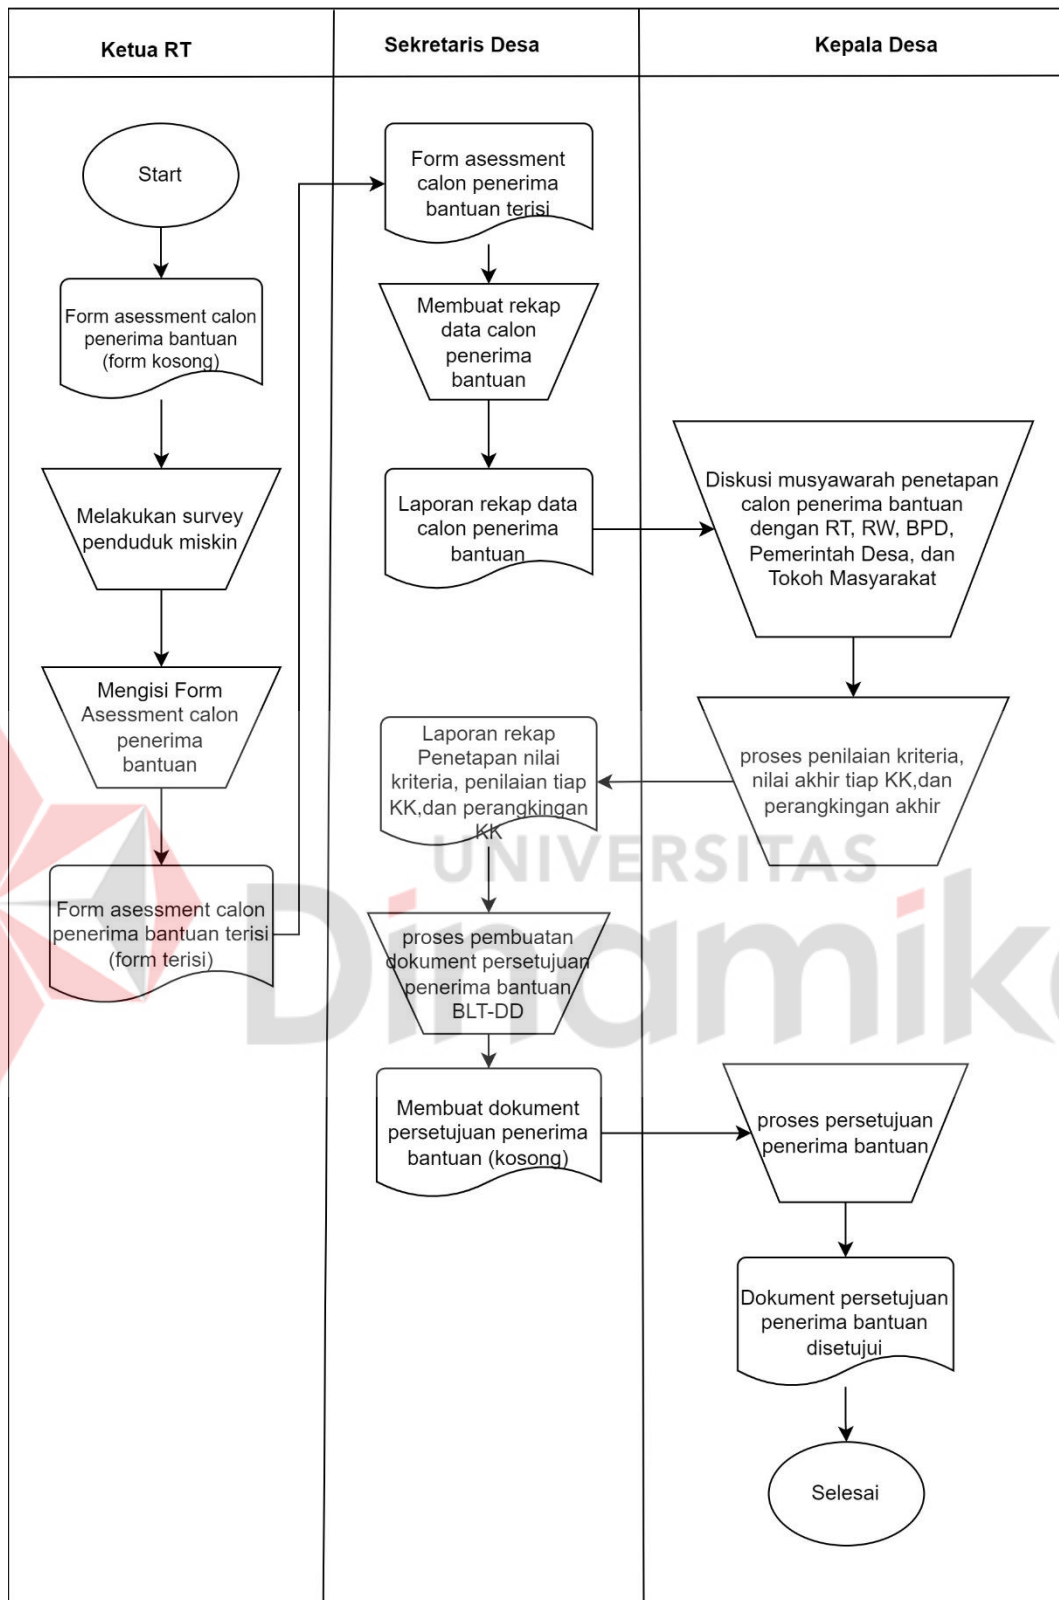 Ketua RT
Sekretaris Desa
Kepala Desa
Start
Form asessment calon
penerima bantuan
(form kosong)
Melakukan survey
penduduk miskin
Mengisi Form
Asessment calon
penerima
bantuan
Form asessment calon
penerima bantuan terisi
(form terisi)
Form asessment
calon penerima
bantuan terisi
Membuat rekap
data calon
penerima
bantuan
Laporan rekap data
calon penerima
bantuan
Diskusi musyawarah penetapan
calon penerima bantuan
dengan RT, RW, BPD,
Pemerintah Desa, dan
Tokoh Masyarakat
proses penilaian kriteria,
nilai akhir tiap KK,dan
perangkingan akhir
Laporan rekap
Penetapan nilai
kriteria, penilaian tiap
KK,dan perangkingan
KK
proses pembuatan
dokument persetujuan
penerima bantuan
BLT-DD
Membuat dokument
persetujuan penerima
bantuan (kosong)
proses persetujuan
penerima bantuan
Dokument persetujuan
penerima bantuan
disetujui
Selesai
UNIVERSITAS
Dinamika